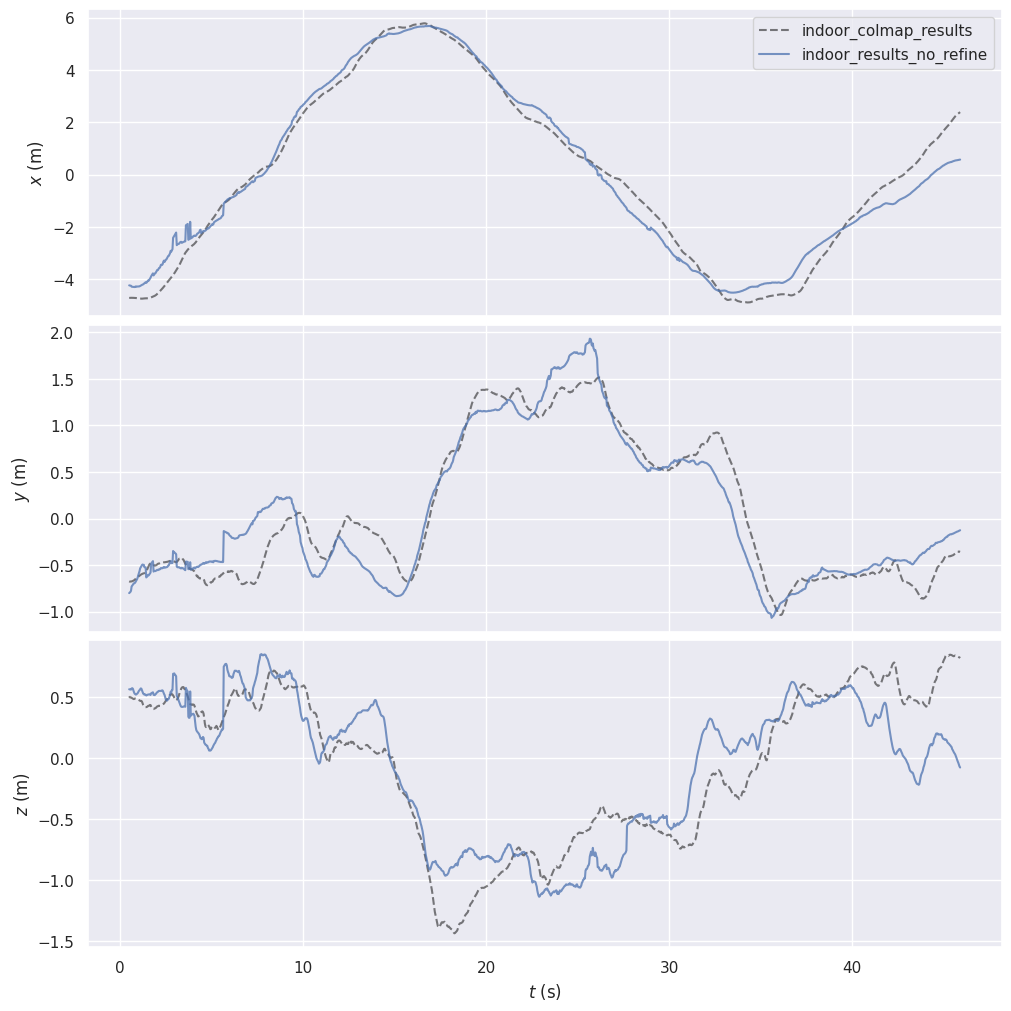 6
4
2
0
−2
−4
x (m)
indoor_colmap_results
indoor_results_no_refine
2.0
1.5
1.0
0.5
0.0
−0.5
−1.0
y (m)
0.5
0.0
−0.5
−1.0
−1.5
z (m)
0 10 20 30 40
t (s)